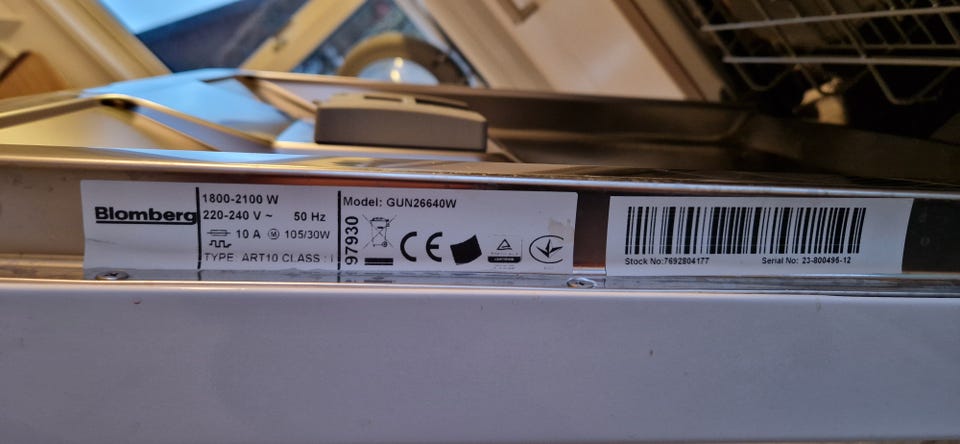 Blomberg
1800-2100 W
220-240 V ~ 50 Hz
10 A M 105/30W
TYPE ART10 CLASS : I
Model: GUN26640W
97930
CE
Stock No:7692804177 Serial No: 23-800495-12